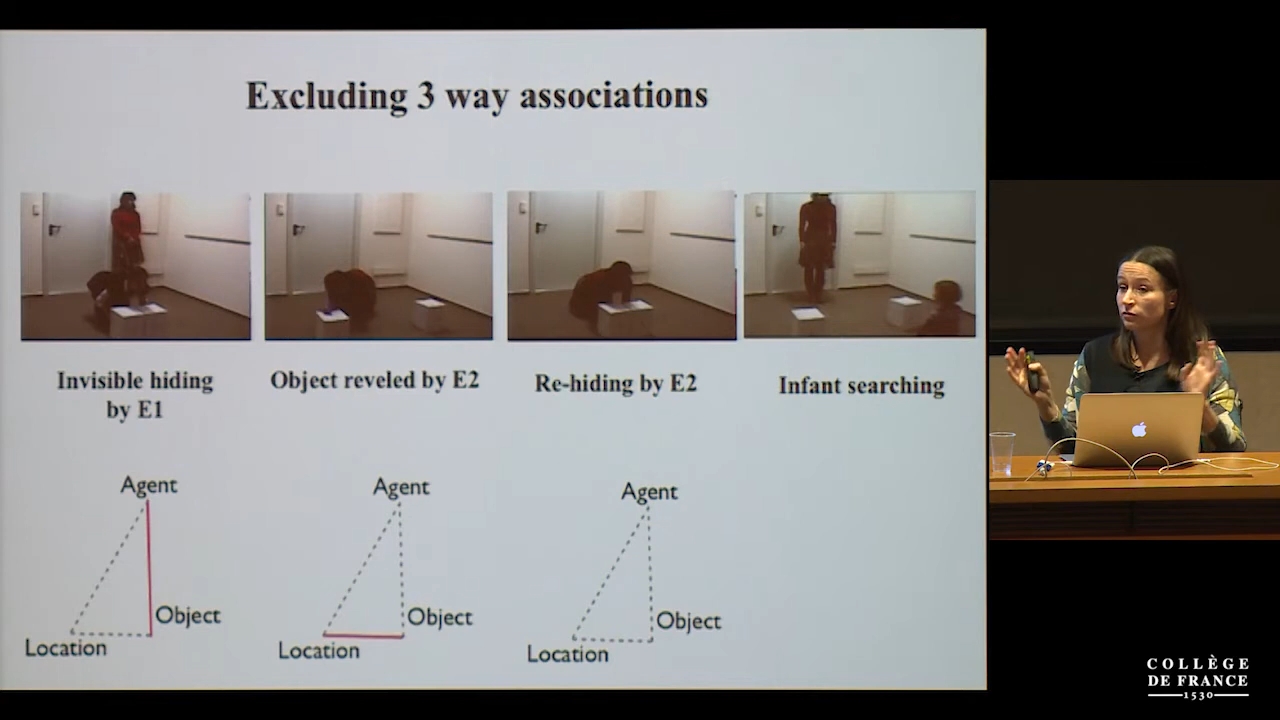 Excluding 3 way associations
Invisible hiding
by E1
Object reveled by E2
Re-hiding by E2
Infant searching
Agent
Object
Location
Agent
Object
Location
Agent
Object
Location
COLLÈGE
DE FRANCE
1530